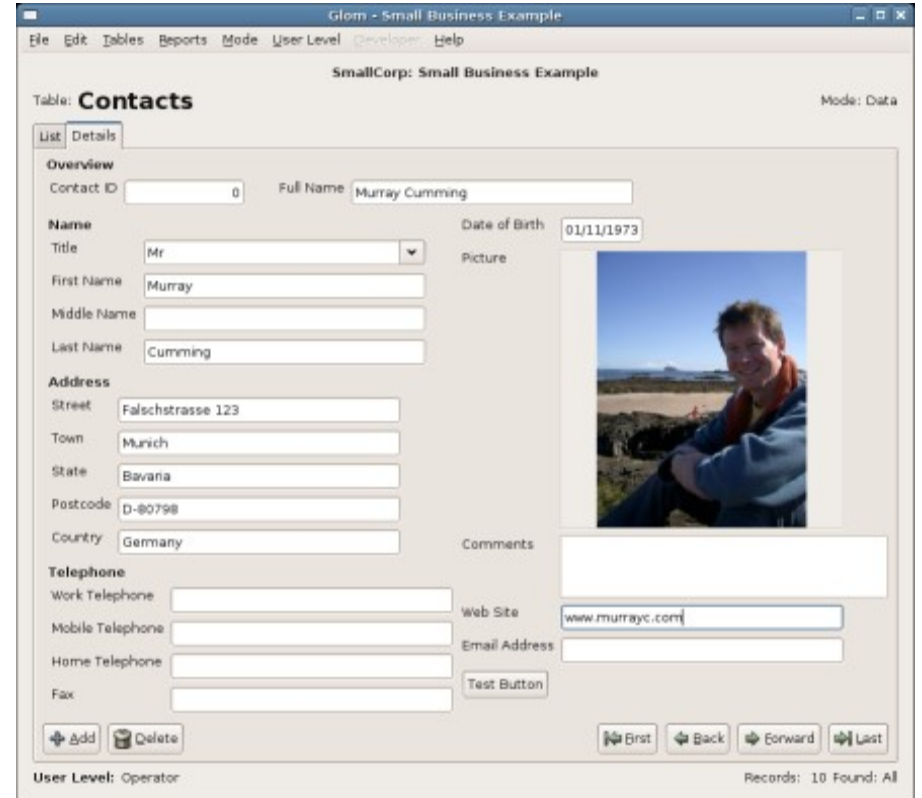 Glom - Small Business Example
File Edit Tables Reports Mode User Level Developer Help
SmallCorp: Small Business Example
Table: Contacts
Mode: Data
List Details
Overview
Contact ID 0 Full Name Murray Cumming
Name
Title Mr
First Name Murray
Middle Name
Last Name Cumming
Address
Street Falschstrasse 123
Town Munich
State Bavaria
Postcode D-80798
Country Germany
Telephone
Work Telephone
Mobile Telephone
Home Telephone
Fax
Date of Birth 01/11/1973
Picture
Comments
Web Site www.murrayc.com
Email Address
Test Button
Add Delete First Back Forward Last
User Level: Operator
Records: 10 Found: All